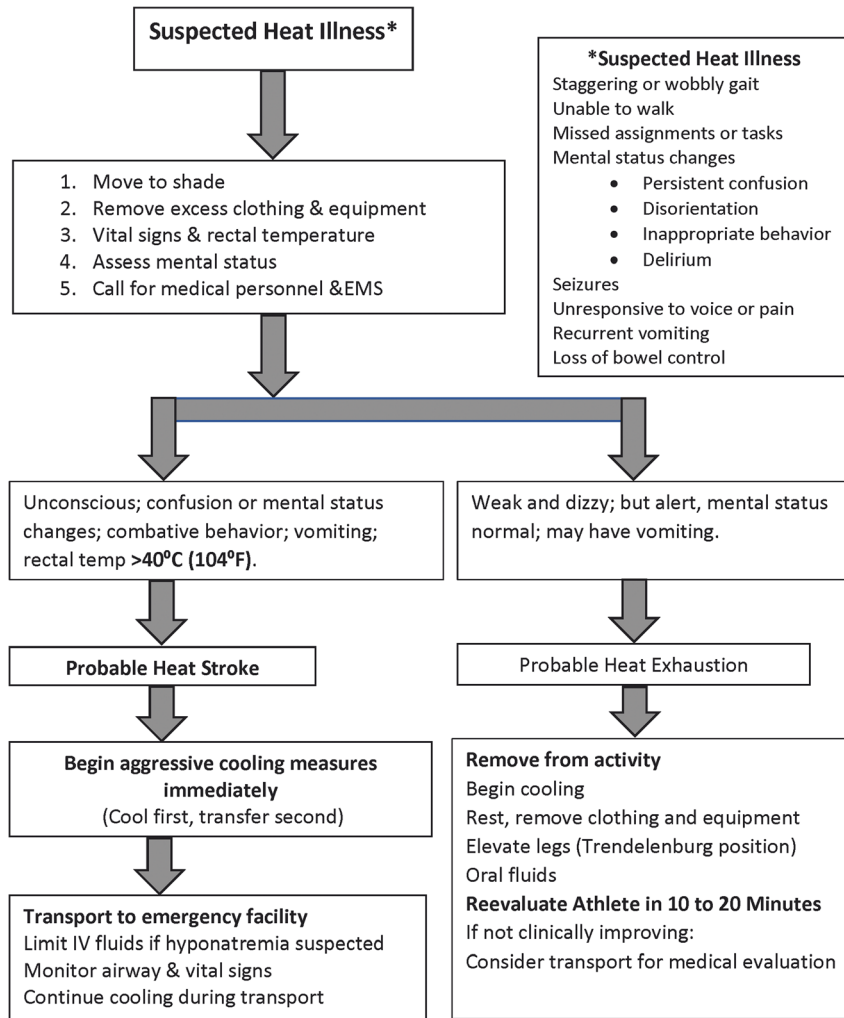 Suspected Heat Illness*
*Suspected Heat Illness
Staggering or wobbly gait
Unable to walk
Missed assignments or tasks
Mental status changes
• Persistent confusion
• Disorientation
• Inappropriate behavior
• Delirium
Seizures
Unresponsive to voice or pain
Recurrent vomiting
Loss of bowel control
1. Move to shade
2. Remove excess clothing & equipment
3. Vital signs & rectal temperature
4. Assess mental status
5. Call for medical personnel &EMS
Unconscious; confusion or mental status
changes; combative behavior; vomiting;
rectal temp >40⁰C (104⁰F).
Probable Heat Stroke
Begin aggressive cooling measures
immediately
(Cool first, transfer second)
Transport to emergency facility
Limit IV fluids if hyponatremia suspected
Monitor airway & vital signs
Continue cooling during transport
Weak and dizzy; but alert, mental status
normal; may have vomiting.
Probable Heat Exhaustion
Remove from activity
Begin cooling
Rest, remove clothing and equipment
Elevate legs (Trendelenburg position)
Oral fluids
Reevaluate Athlete in 10 to 20 Minutes
If not clinically improving:
Consider transport for medical evaluation